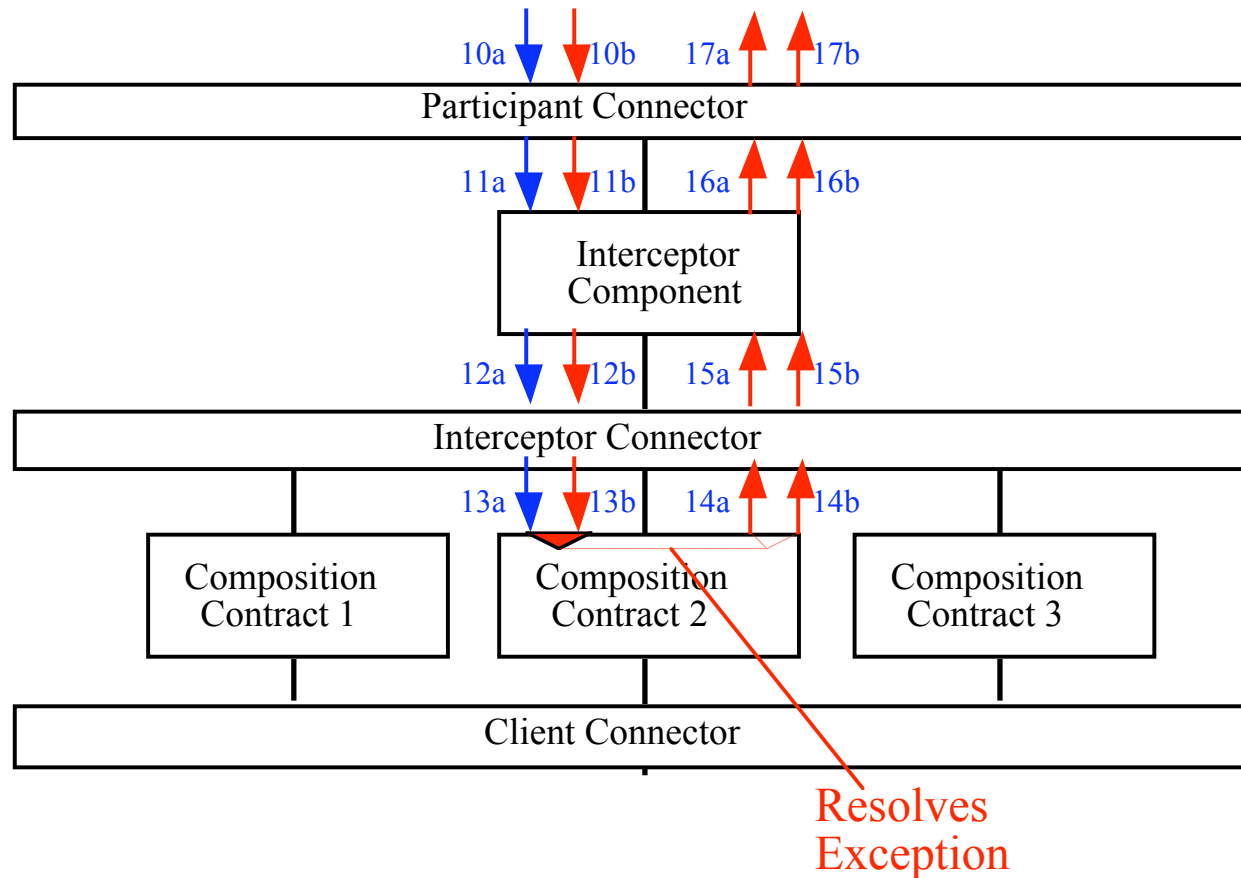 10a 10b 17a 17b
Participant Connector
11a 11b 16a 16b
Interceptor
Component
12a 12b 15a 15b
Interceptor Connector
13a 13b 14a 14b
Composition
Contract 1
Composition
Contract 2
Composition
Contract 3
Client Connector
Resolves
Exception